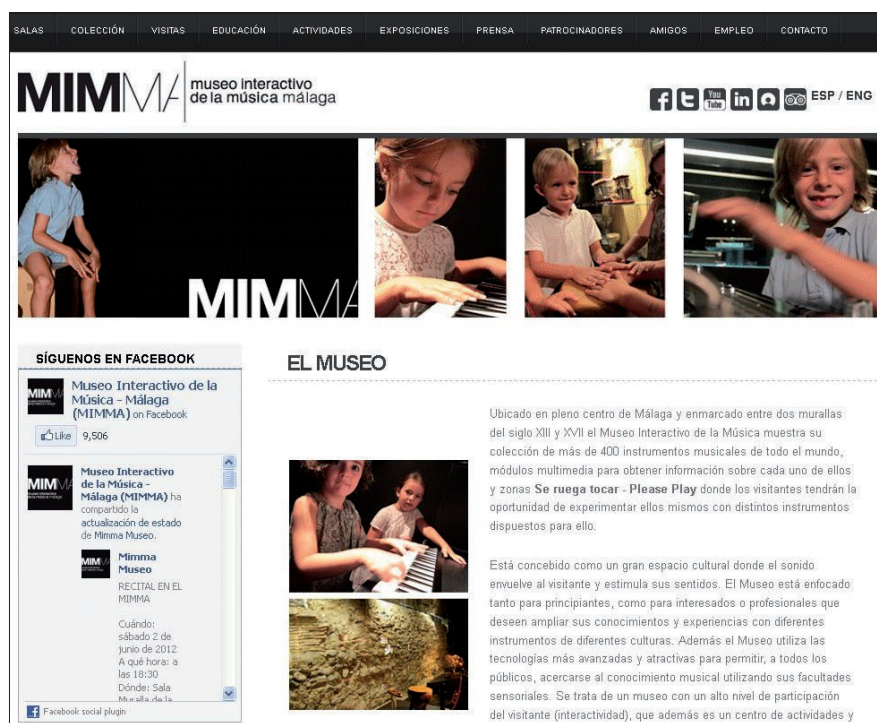 SALAS COLECCIÓN VISITAS EDUCACIÓN ACTIVIDADES EXPOSICIONES PRENSA PATROCINADORES AMIGOS EMPLEO CONTACTO
MIMMA museo interactivo
de la música málaga
You
Tube
in
ESP / ENG
MIMMA
SÍGUENOS EN FACEBOOK
MIMMA
Museo Interactivo de la
Música - Málaga
(MIMMA) on Facebook
Like 9,506
MIMMA
Museo Interactivo
de la Música -
Málaga (MIMMA) ha
compartido la
actualización de estado
de Mimma Museo.
MIMMA
Mimma
Museo
RECITAL EN EL
MIMMA
Cuándo:
sábado 2 de
junio de 2012
A qué hora: a
las 18:30
Dónde: Sala
Muralla de la
Facebook social plugin
EL MUSEO
Ubicado en pleno centro de Málaga y enmarcado entre dos murallas
del siglo XIII y XVII el Museo Interactivo de la Música muestra su
colección de más de 400 instrumentos musicales de todo el mundo,
módulos multimedia para obtener información sobre cada uno de ellos
y zonas Se ruega tocar - Please Play donde los visitantes tendrán la
oportunidad de experimentar ellos mismos con distintos instrumentos
dispuestos para ello.
Está concebido como un gran espacio cultural donde el sonido
envuelve al visitante y estimula sus sentidos. El Museo está enfocado
tanto para principiantes, como para interesados o profesionales que
deseen ampliar sus conocimientos y experiencias con diferentes
instrumentos de diferentes culturas. Además el Museo utiliza las
tecnologías más avanzadas y atractivas para permitir, a todos los
públicos, acercarse al conocimiento musical utilizando sus facultades
sensoriales. Se trata de un museo con un alto nivel de participación
del visitante (interactividad), que además es un centro de actividades y